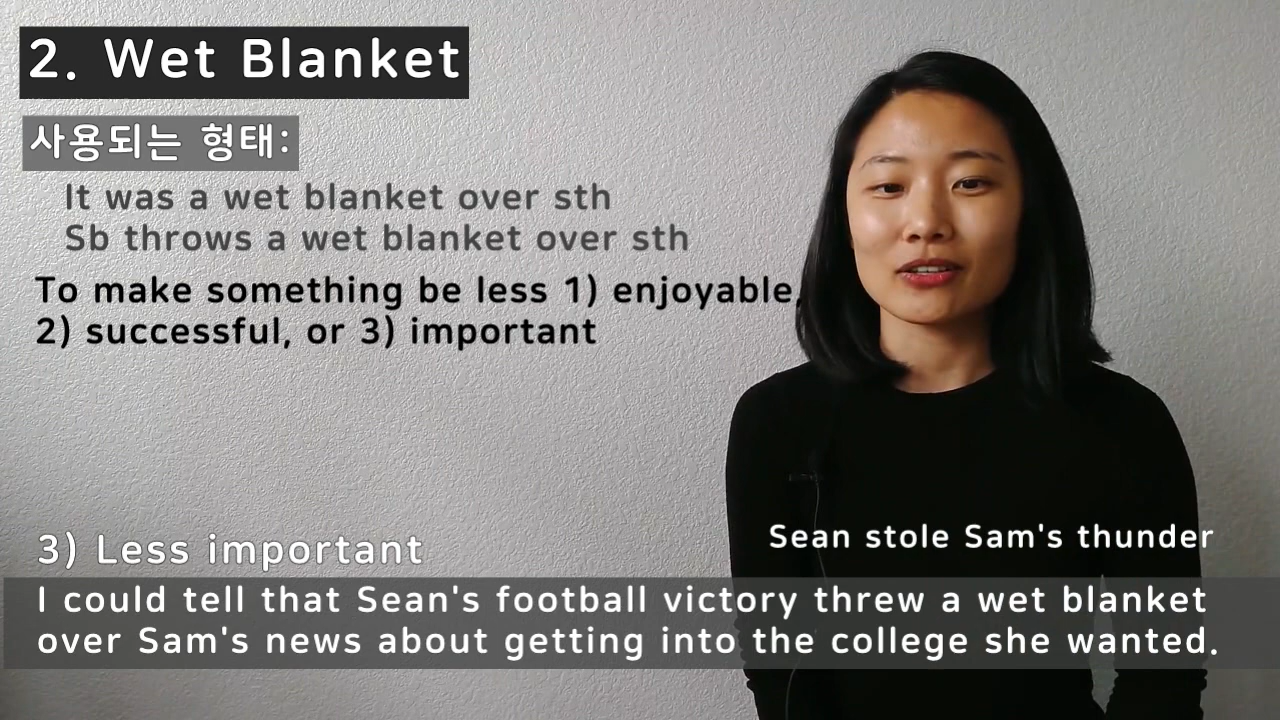 2. Wet Blanket
사용되는 형태:
It was a wet blanket over sth
Sb throws a wet blanket over sth
To make something be less 1) enjoyable,
2) successful, or 3) important
3) Less important
Sean stole Sam's thunder
I could tell that Sean's football victory threw a wet blanket
over Sam's news about getting into the college she wanted.